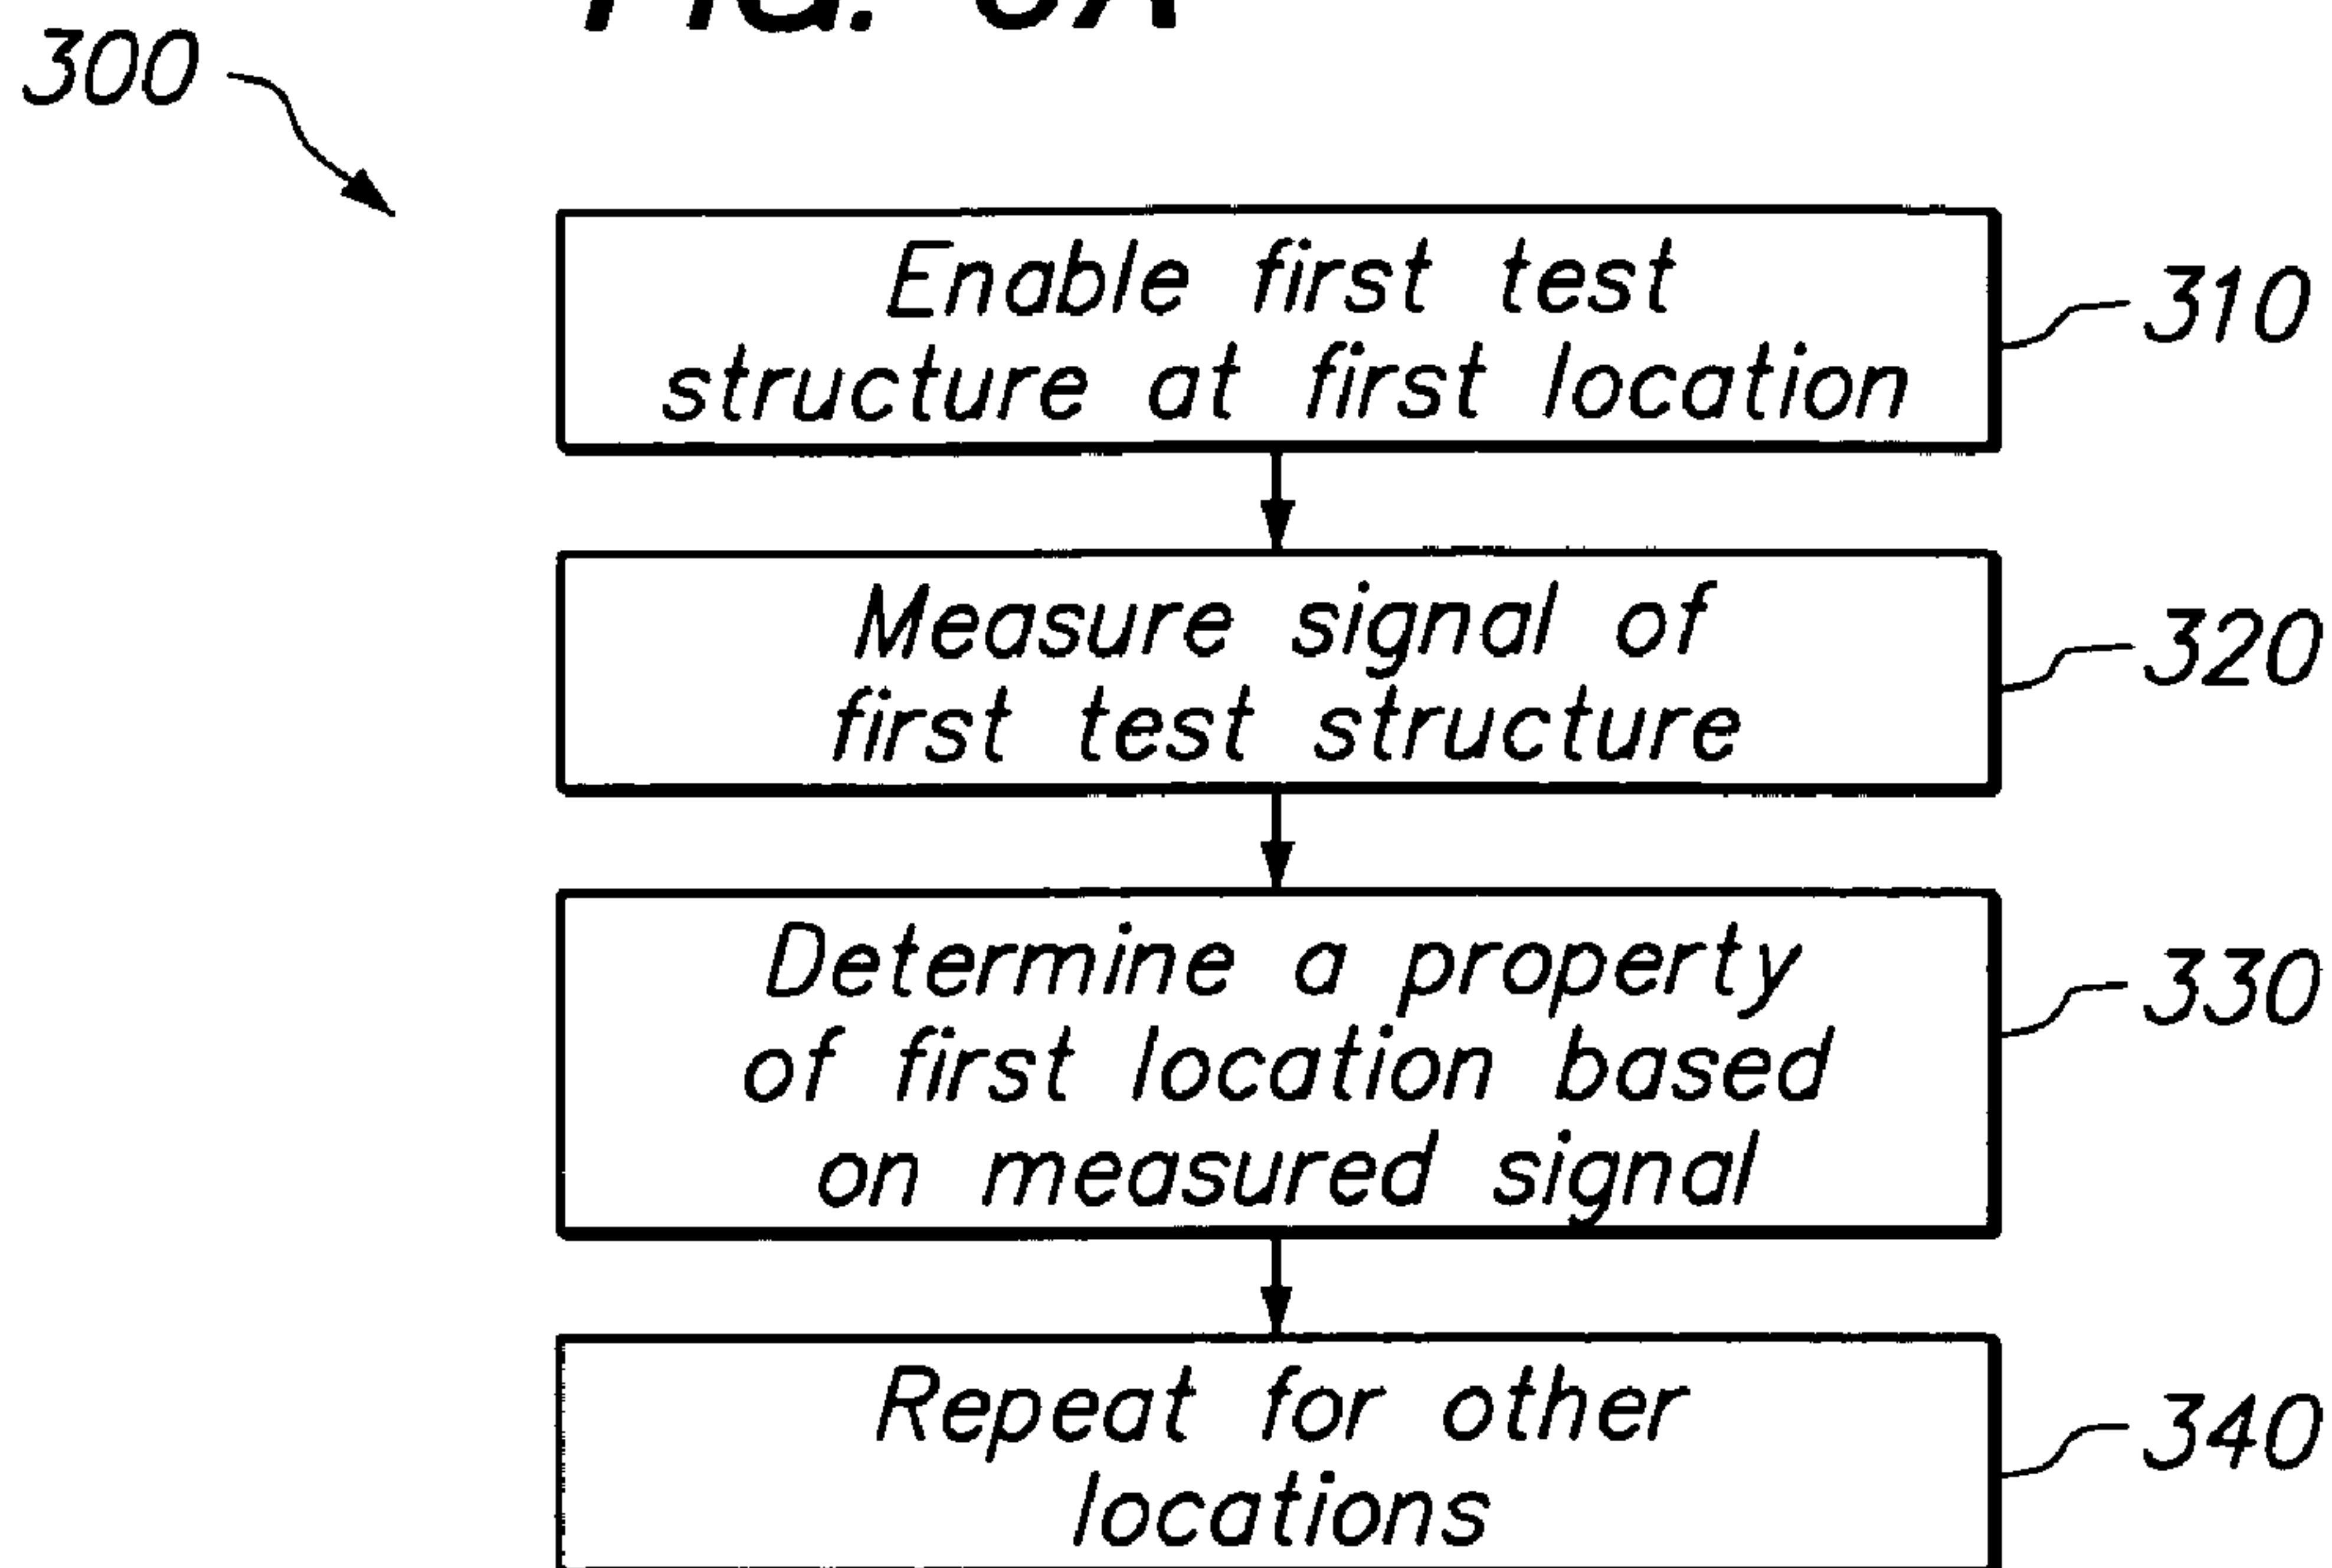 FIG.
300
Enable first test
structure at first location
310
Measure signal of
first test structure
320
Determine a property
of first location based
on measured signal
330
Repeat for other
locations
340